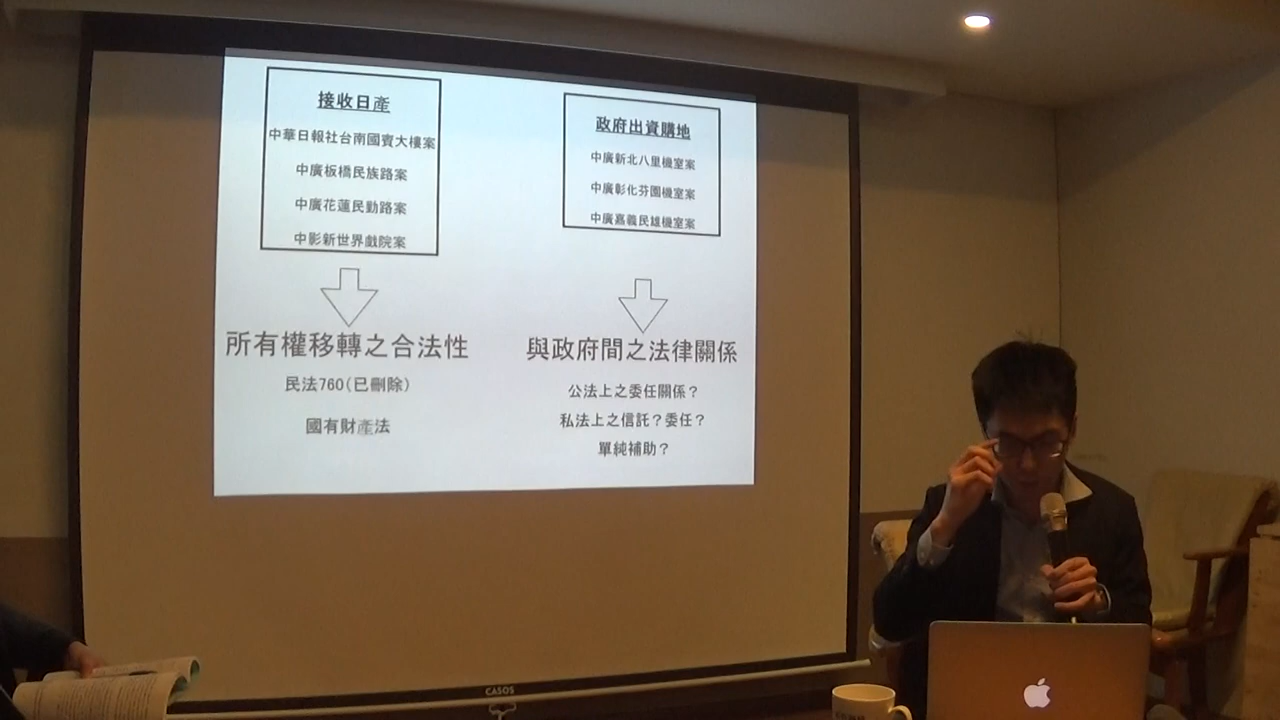 接收日產
中華日報社台南國賓大樓案
中廣板橋民族路案
中廣花蓮民勤路案
中影新世界戲院案
所有權移轉之合法性
民法760(已刪除)
國有財產法
政府出資購地
中廣新北八里機室案
中廣彰化芬園機室案
中廣嘉義民雄機室案
與政府間之法律關係
公法上之委任關係？
私法上之信託？委任？
單純補助？
CASOS